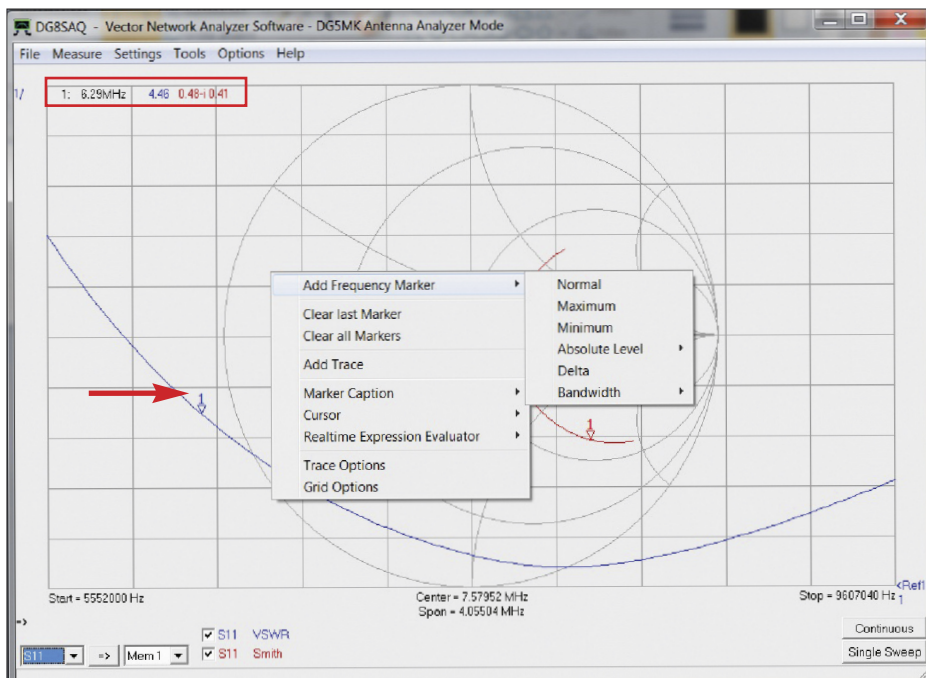 DG8SAQ - Vector Network Analyzer Software - DG5MK Antenna Analyzer Mode
File Measure Settings Tools Options Help
1/ 1: 6.29MHz 4.46 0.48-i 0.41
Add Frequency Marker
Clear last Marker
Clear all Markers
Add Trace
Marker Caption
Cursor
Realtime Expression Evaluator
Trace Options
Grid Options
Normal
Maximum
Minimum
Absolute Level
Delta
Bandwidth
1
1
<Ref1
Start = 5552000 Hz Center = 7.57952 MHz Stop = 9607040 Hz 1
Span = 4.05504 MHz
=>
S11 VSWR Continuous
S11 => Mem 1 S11 Smith Single Sweep